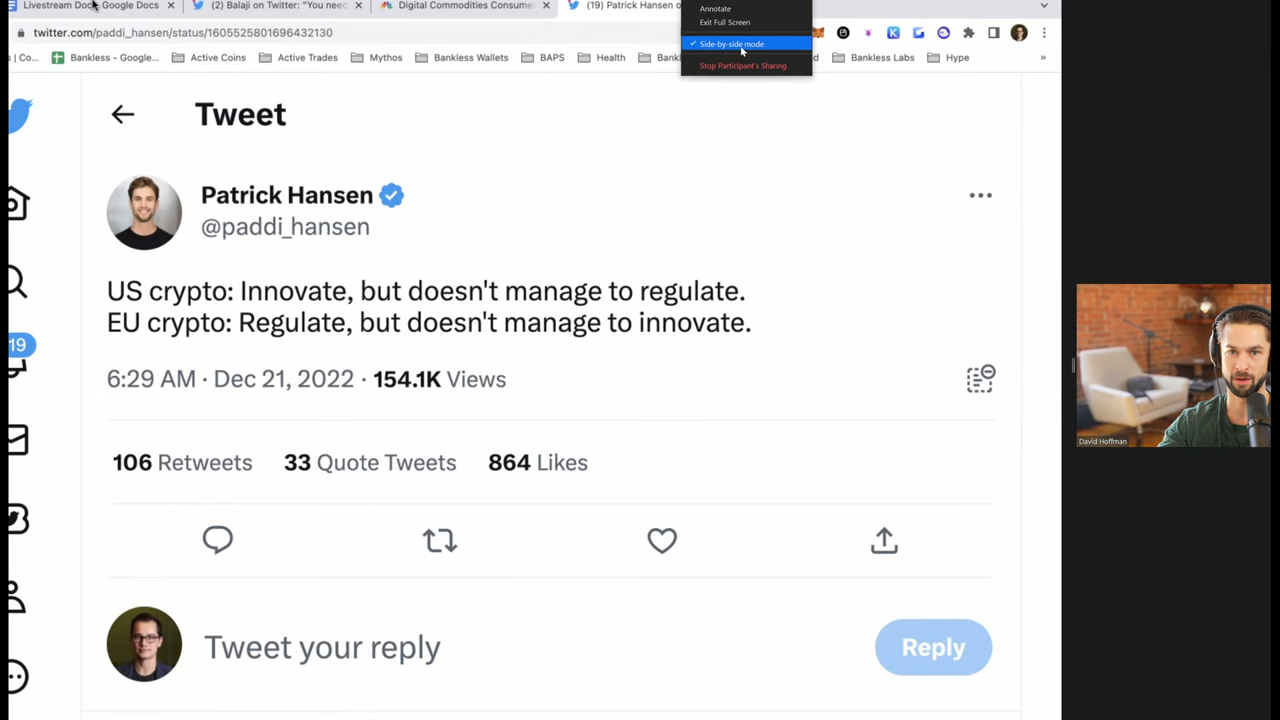 Livestream Docs - Google Docs
(2) Balaji on Twitter: "You need
Digital Commodities Consume
(19) Patrick Hansen o
Annotate
Exit Full Screen
Side-by-side mode
Stop Participant's Sharing
twitter.com/paddi_hansen/status/1605525801696432130
Co...
Bankless - Google...
Active Coins
Active Trades
Mythos
Bankless Wallets
BAPS
Health
Bankl
Bankless Labs
Hype
»
Tweet
Patrick Hansen
@paddi_hansen
US crypto: Innovate, but doesn't manage to regulate.
EU crypto: Regulate, but doesn't manage to innovate.
19
6:29 AM · Dec 21, 2022 · 154.1K Views
106 Retweets 33 Quote Tweets 864 Likes
David Hoffman
Tweet your reply
Reply